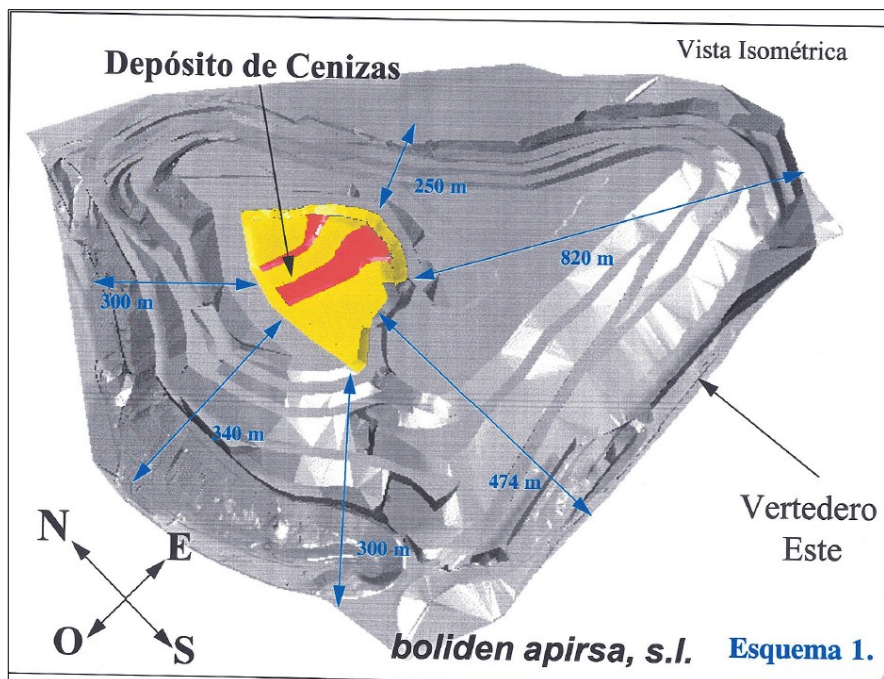 Vista Isométrica
Depósito de Cenizas
250 m
820 m
300 m
340 m
474 m
300 m
Vertedero
Este
N
E
O
S
boliden apirsa, s.l.
Esquema 1.